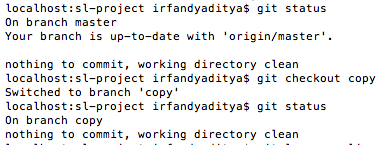 localhost:sl-project irfandyaditya$ git status
On branch master
Your branch is up-to-date with 'origin/master'.
nothing to commit, working directory clean
localhost:sl-project irfandyaditya$ git checkout copy
Switched to branch 'copy'
localhost:sl-project irfandyaditya$ git status
On branch copy
nothing to commit, working directory clean